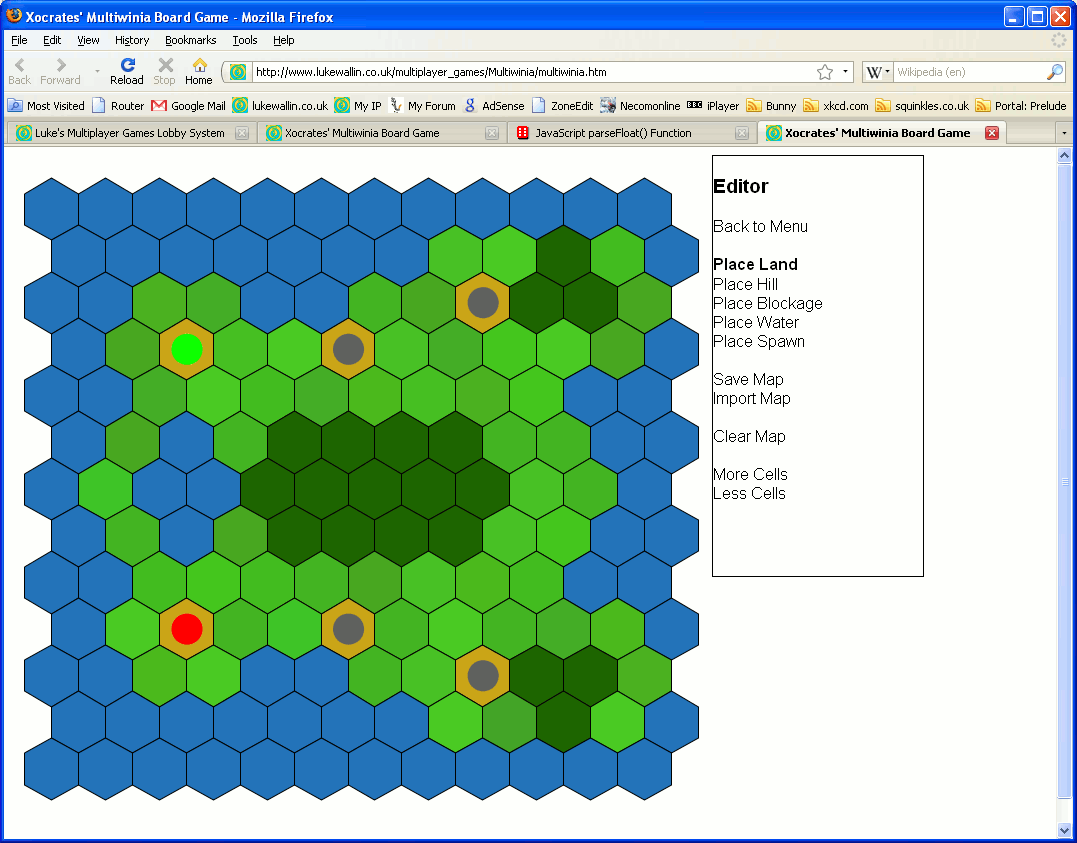 Xocrates' Multiwinia Board Game - Mozilla Firefox
File Edit View History Bookmarks Tools Help
Back Forward Reload Stop Home http://www.lukewallin.co.uk/multiplayer_games/Multiwinia/multiwinia.htm W Wikipedia (en)
Most Visited Router Google Mail lukewallin.co.uk My IP My Forum AdSense ZoneEdit Necomonline BBC iPlayer Bunny xkcd.com squinkles.co.uk Portal: Prelude
Luke's Multiplayer Games Lobby System Xocrates' Multiwinia Board Game JavaScript parseFloat() Function Xocrates' Multiwinia Board Game
Editor
Back to Menu
Place Land
Place Hill
Place Blockage
Place Water
Place Spawn
Save Map
Import Map
Clear Map
More Cells
Less Cells